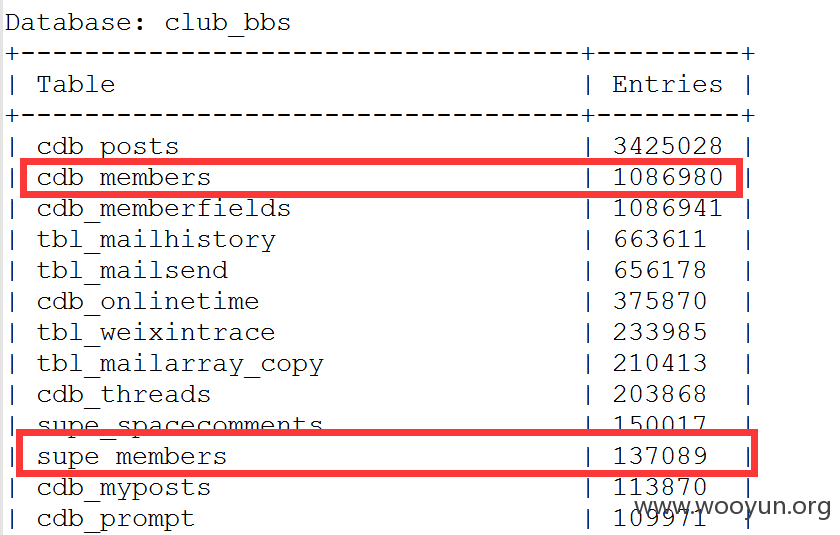 Database: club_bbs
+------------------------------------+---------+
| Table                              | Entries |
+------------------------------------+---------+
| cdb_posts                          | 3425028 |
| cdb_members                        | 1086980 |
| cdb_memberfields                   | 1086941 |
| tbl_mailhistory                    | 663611  |
| tbl_mailsend                       | 656178  |
| cdb_onlinetime                     | 375870  |
| tbl_weixintrace                    | 233985  |
| tbl_mailarray_copy                 | 210413  |
| cdb_threads                        | 203868  |
| supe_spacecomments                 | 150017  |
| supe_members                       | 137089  |
| cdb_myposts                        | 113870  |
| cdb_prompt                         | 109971  |
www.wooyun.org